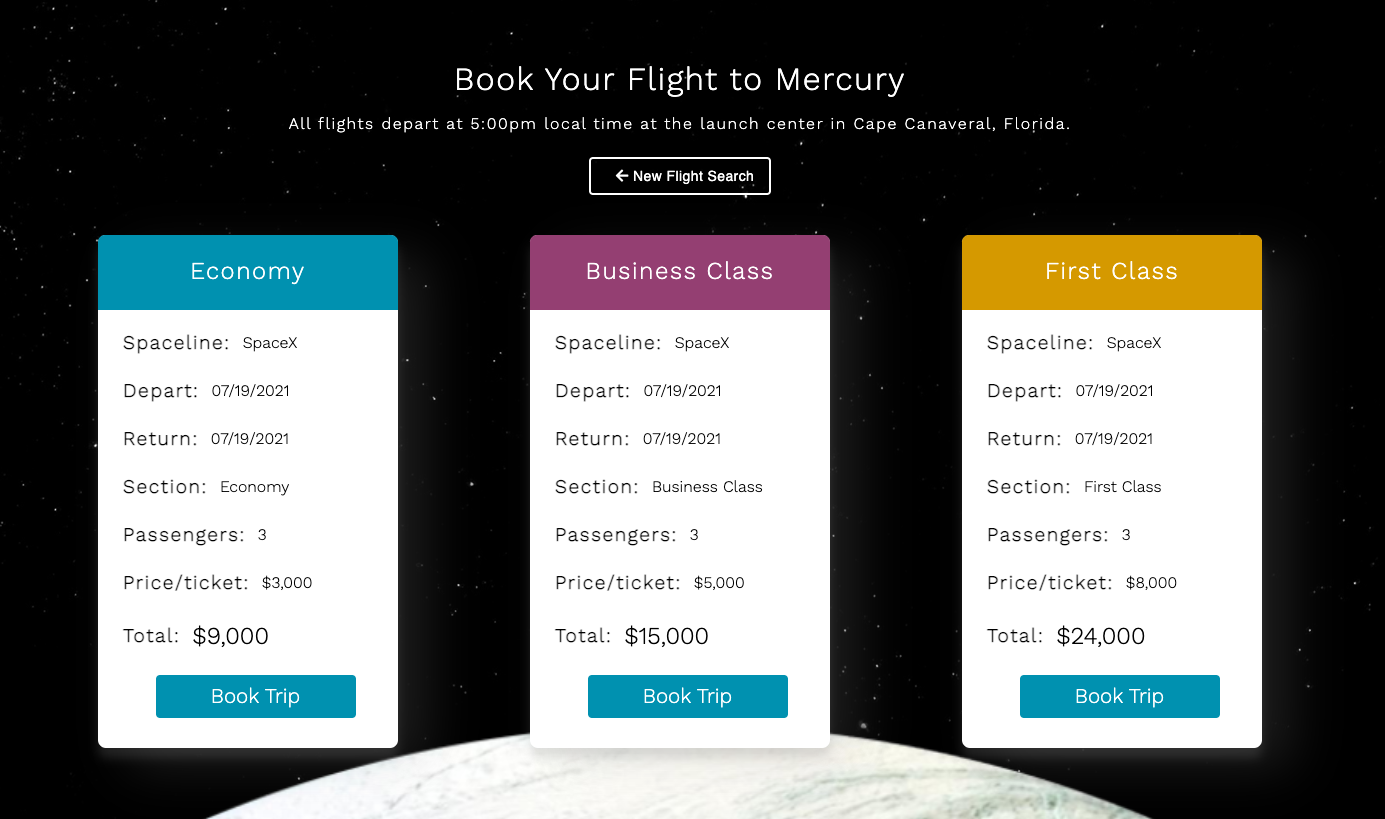 Book Your Flight to Mercury
All flights depart at 5:00pm local time at the launch center in Cape Canaveral, Florida.
← New Flight Search
Economy
Spaceline: SpaceX
Depart: 07/19/2021
Return: 07/19/2021
Section: Economy
Passengers: 3
Price/ticket: $3,000
Total: $9,000
Book Trip
Business Class
Spaceline: SpaceX
Depart: 07/19/2021
Return: 07/19/2021
Section: Business Class
Passengers: 3
Price/ticket: $5,000
Total: $15,000
Book Trip
First Class
Spaceline: SpaceX
Depart: 07/19/2021
Return: 07/19/2021
Section: First Class
Passengers: 3
Price/ticket: $8,000
Total: $24,000
Book Trip